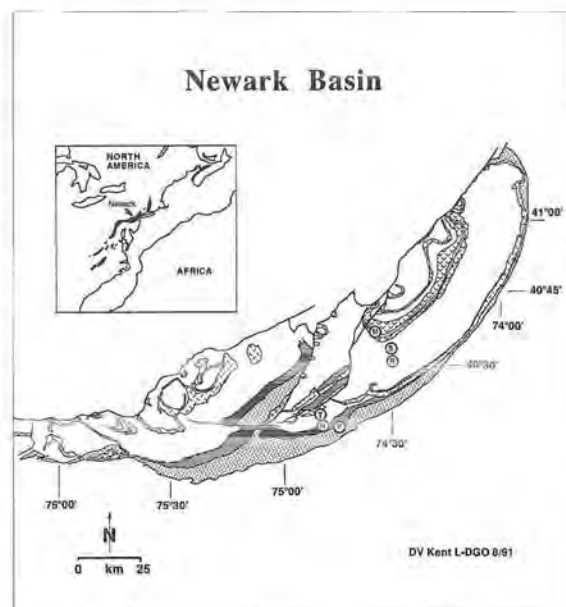 Newark Basin
NORTH
AMERICA
Newark
AFRICA
41°00'
40°45'
74°00'
40°30'
74°30'
75°00'
75°30'
76°00'
N
0 km 25
DV Kent L-DGO 8/91